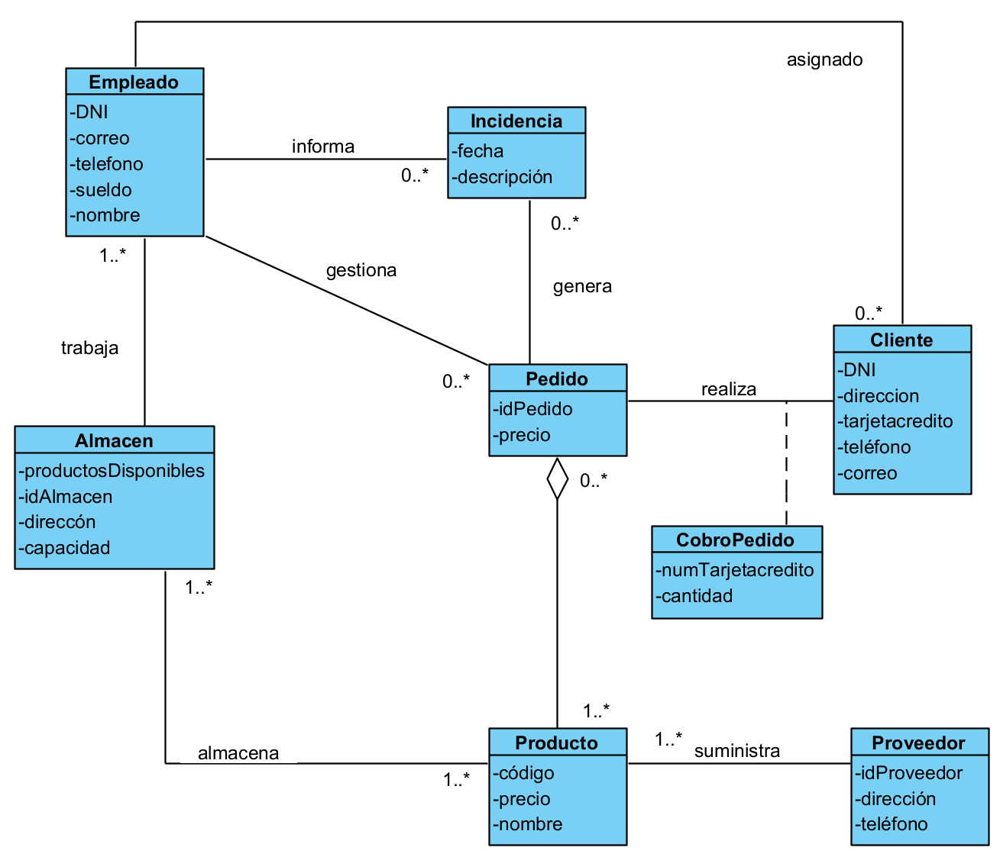 asignado
Empleado
-DNI
-correo
-telefono
-sueldo
-nombre
informa
0..*
Incidencia
-fecha
-descripción
0..*
1..*
gestiona
genera
trabaja
0..*
0..*
Cliente
-DNI
-direccion
-tarjetacredito
-teléfono
-correo
Pedido
-idPedido
-precio
realiza
0..*
Almacen
-productosDisponibles
-idAlmacen
-direccón
-capacidad
CobroPedido
-numTarjetacredito
-cantidad
1..*
1..*
almacena
1..*
Producto
-código
-precio
-nombre
1..*
suministra
Proveedor
-idProveedor
-dirección
-teléfono